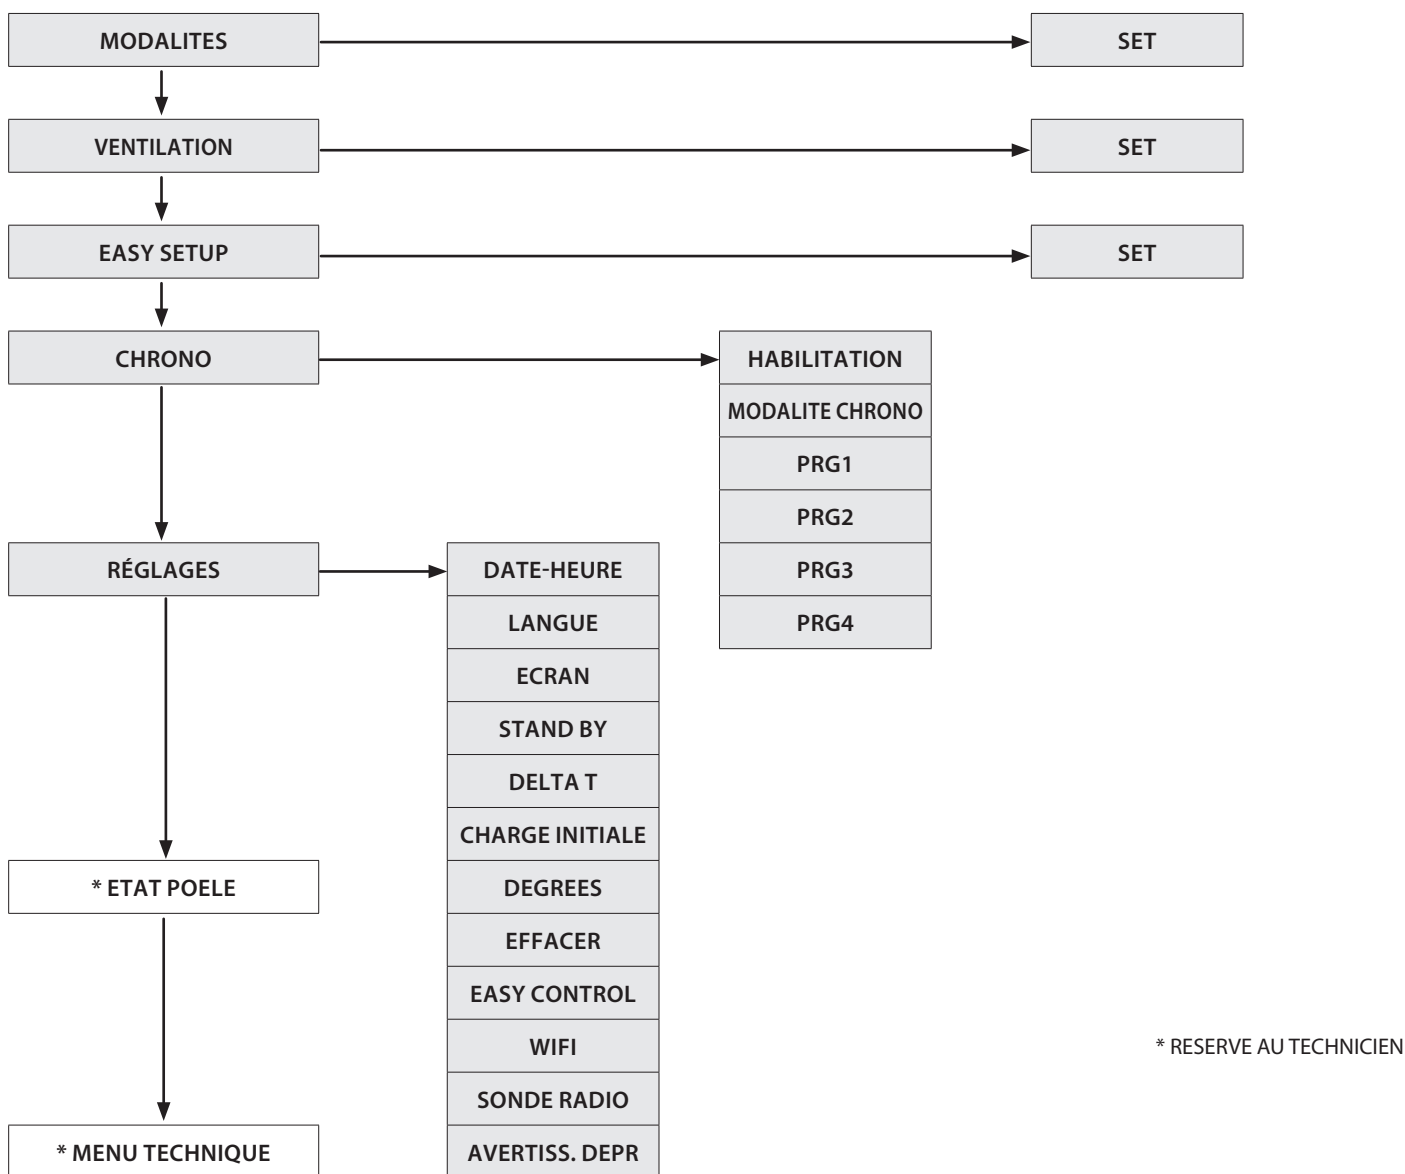 MODALITES
SET
VENTILATION
SET
EASY SETUP
SET
CHRONO
HABILITATION
MODALITE CHRONO
PRG1
PRG2
PRG3
PRG4
RÉGLAGES
DATE-HEURE
LANGUE
ECRAN
STAND BY
DELTA T
CHARGE INITIALE
DEGREES
EFFACER
EASY CONTROL
WIFI
SONDE RADIO
AVERTISS. DEPR
* ETAT POELE
* MENU TECHNIQUE
* RESERVE AU TECHNICIEN